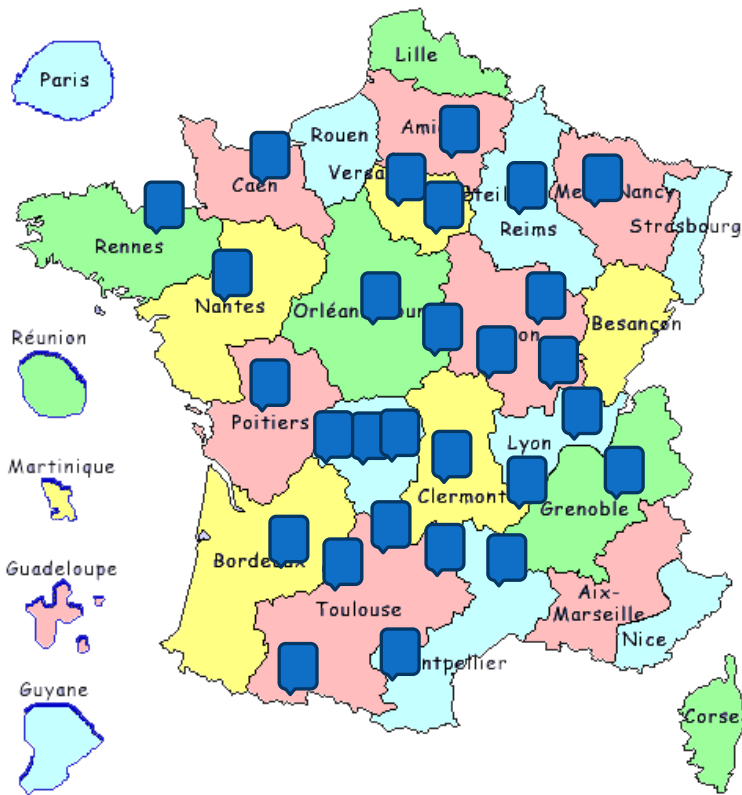 Lille
Paris
Rouen
Caen
Nancy
Reims
Strasbourg
Rennes
Nantes
Besançon
Réunion
Poitiers
Lyon
Martinique
Clermont
Grenoble
Bordeaux
Guadeloupe
Toulouse
Aix-
Marseille
Nice
Guyane
Corse